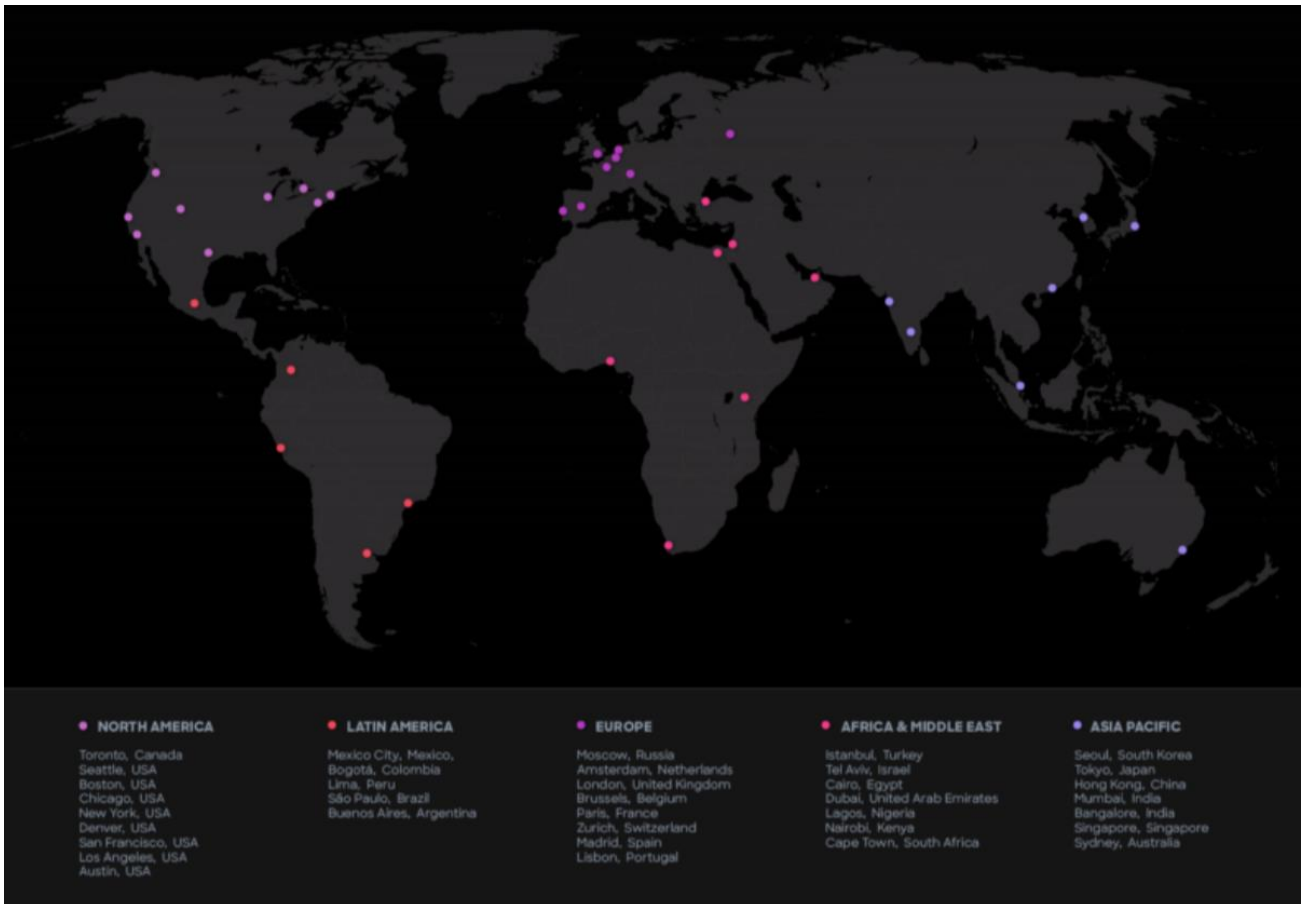 NORTH AMERICA
Toronto, Canada
Seattle, USA
Boston, USA
Chicago, USA
New York, USA
Denver, USA
San Francisco, USA
Los Angeles, USA
Austin, USA
LATIN AMERICA
Mexico City, Mexico,
Bogotá, Colombia
Lima, Peru
São Paulo, Brazil
Buenos Aires, Argentina
EUROPE
Moscow, Russia
Amsterdam, Netherlands
London, United Kingdom
Brussels, Belgium
Paris, France
Zurich, Switzerland
Madrid, Spain
Lisbon, Portugal
AFRICA & MIDDLE EAST
Istanbul, Turkey
Tel Aviv, Israel
Cairo, Egypt
Dubai, United Arab Emirates
Lagos, Nigeria
Nairobi, Kenya
Cape Town, South Africa
ASIA PACIFIC
Seoul, South Korea
Tokyo, Japan
Hong Kong, China
Mumbai, India
Bangalore, India
Singapore, Singapore
Sydney, Australia